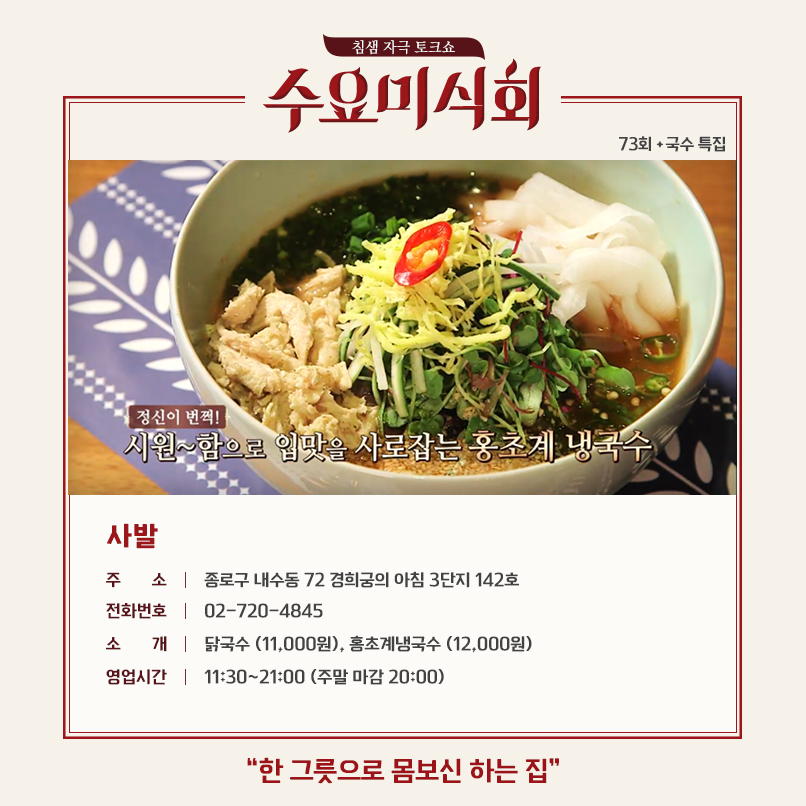 침샘 자극 토크쇼
수요미식회
73회 + 국수 특집
정신이 번쩍!
시원~함으로 입맛을 사로잡는 홍초계 냉국수
사발
주 소 | 종로구 내수동 72 경희궁의 아침 3단지 142호
전화번호 | 02-720-4845
소 개 | 닭국수 (11,000원), 홍초계냉국수 (12,000원)
영업시간 | 11:30~21:00 (주말 마감 20:00)
“한 그릇으로 몸보신 하는 집”